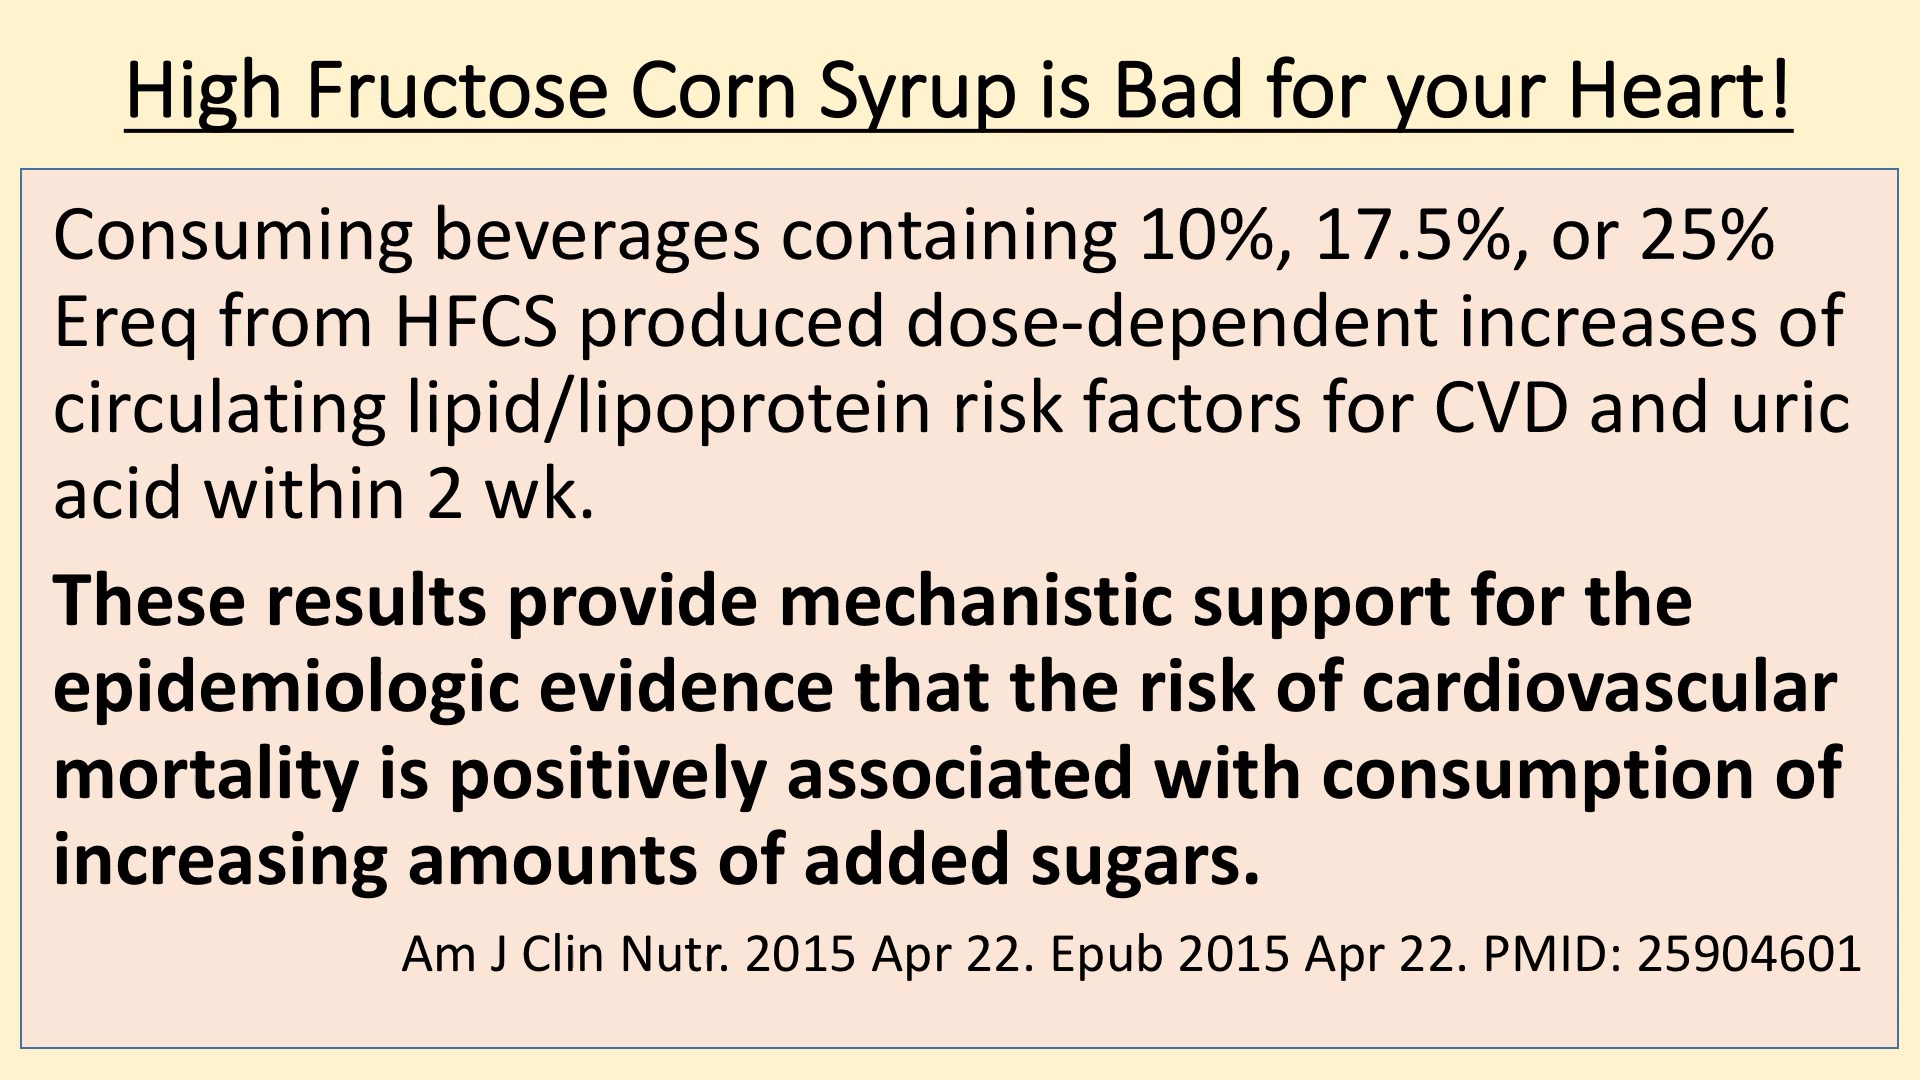 High Fructose Corn Syrup is Bad for your Heart!
Consuming beverages containing 10%, 17.5%, or 25%
Ereq from HFCS produced dose-dependent increases of
circulating lipid/lipoprotein risk factors for CVD and uric
acid within 2 wk.
These results provide mechanistic support for the
epidemiologic evidence that the risk of cardiovascular
mortality is positively associated with consumption of
increasing amounts of added sugars.
Am J Clin Nutr. 2015 Apr 22. Epub 2015 Apr 22. PMID: 25904601